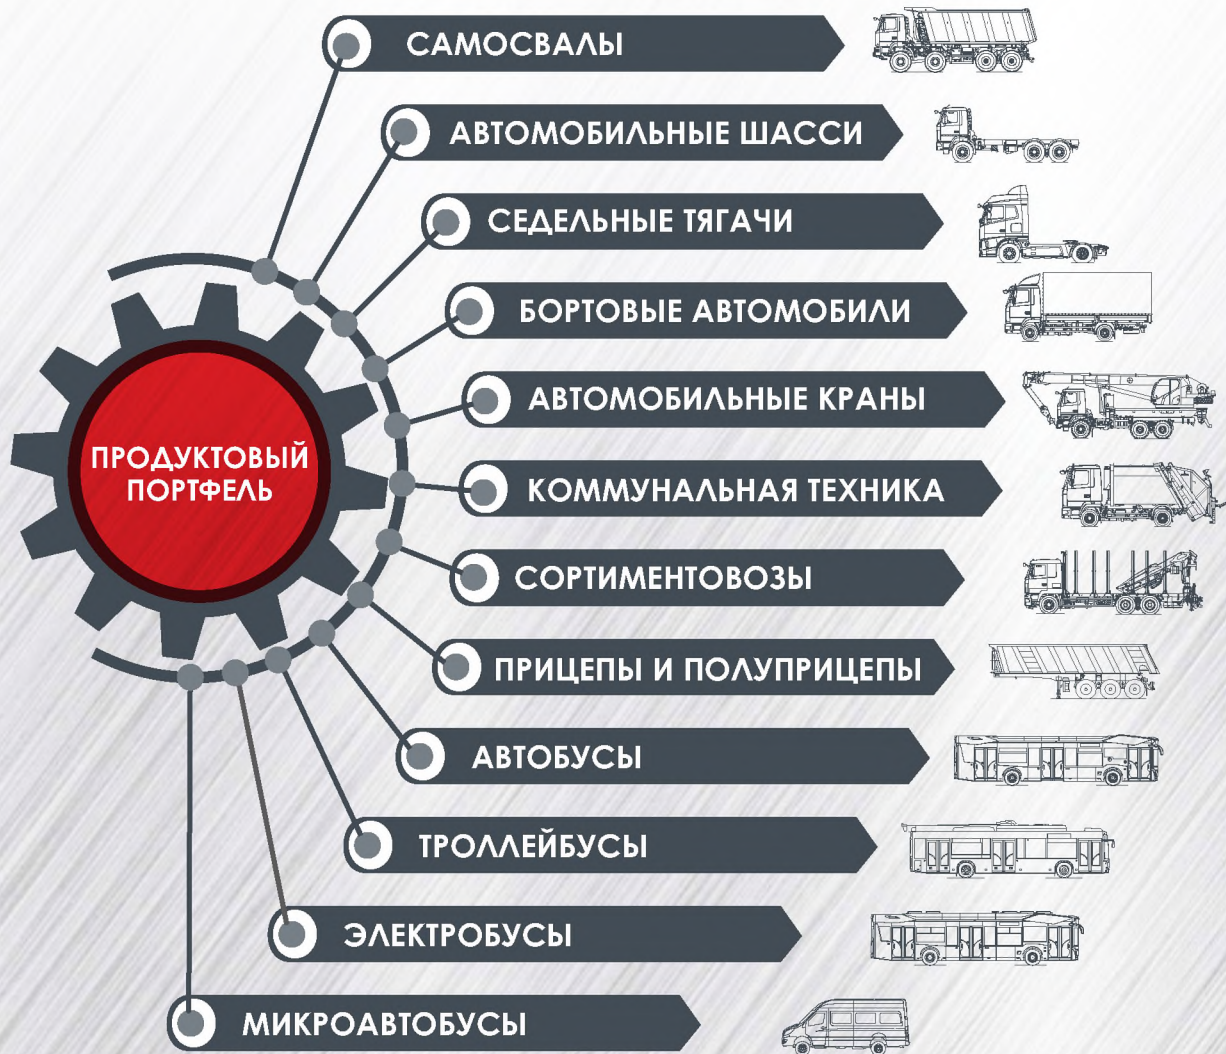 САМОСВАЛЫ
АВТОМОБИЛЬНЫЕ ШАССИ
СЕДЕЛЬНЫЕ ТЯГАЧИ
БОРТОВЫЕ АВТОМОБИЛИ
АВТОМОБИЛЬНЫЕ КРАНЫ
ПРОДУКТОВЫЙ
ПОРТФЕЛЬ
КОММУНАЛЬНАЯ ТЕХНИКА
СОРТИМЕНТОВОЗЫ
ПРИЦЕПЫ И ПОЛУПРИЦЕПЫ
АВТОБУСЫ
ТРОЛЛЕЙБУСЫ
ЭЛЕКТРОБУСЫ
МИКРОАВТОБУСЫ